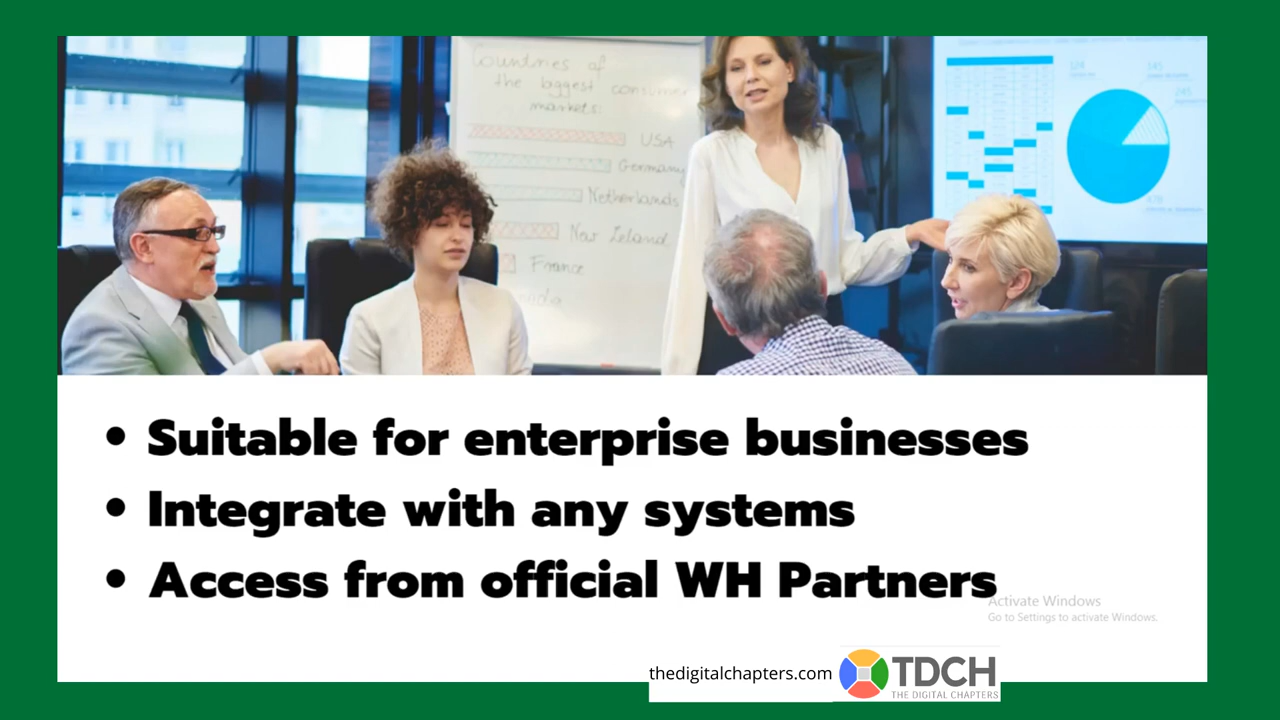 Countries of
the biggest consumer
markets:
USA
Germany
Netherlands
New Zeland
France
• Suitable for enterprise businesses
• Integrate with any systems
• Access from official WH Partners
Activate Windows
Go to Settings to activate Windows.
thedigitalchapters.com
TDCH
THE DIGITAL CHAPTERS